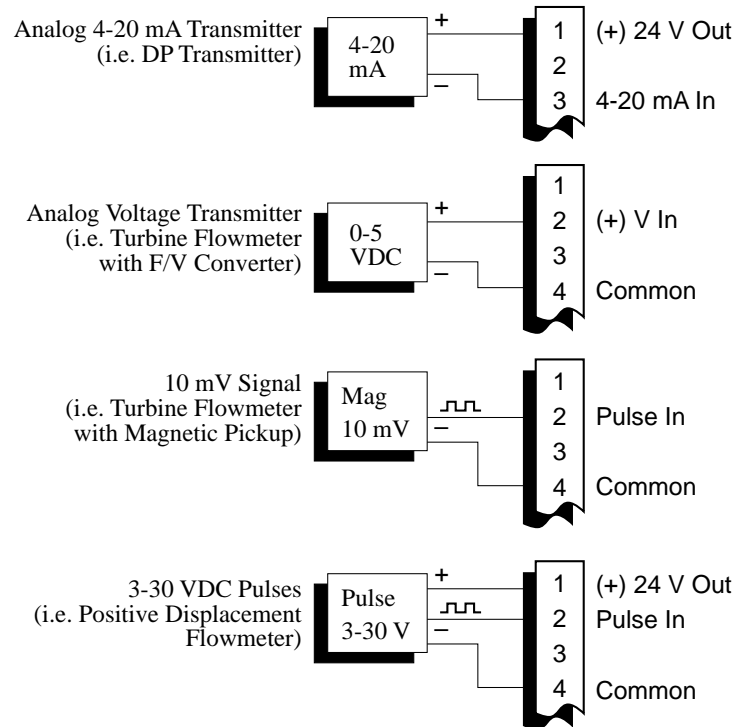 Analog 4-20 mA Transmitter
(i.e. DP Transmitter)
4-20
mA
+
–
1 (+) 24 V Out
2
3 4-20 mA In
Analog Voltage Transmitter
(i.e. Turbine Flowmeter
with F/V Converter)
0-5
VDC
+
–
1
2 (+) V In
3
4 Common
10 mV Signal
(i.e. Turbine Flowmeter
with Magnetic Pickup)
Mag
10 mV
–
1
2 Pulse In
3
4 Common
3-30 VDC Pulses
(i.e. Positive Displacement
Flowmeter)
Pulse
3-30 V
+
–
1 (+) 24 V Out
2 Pulse In
3
4 Common